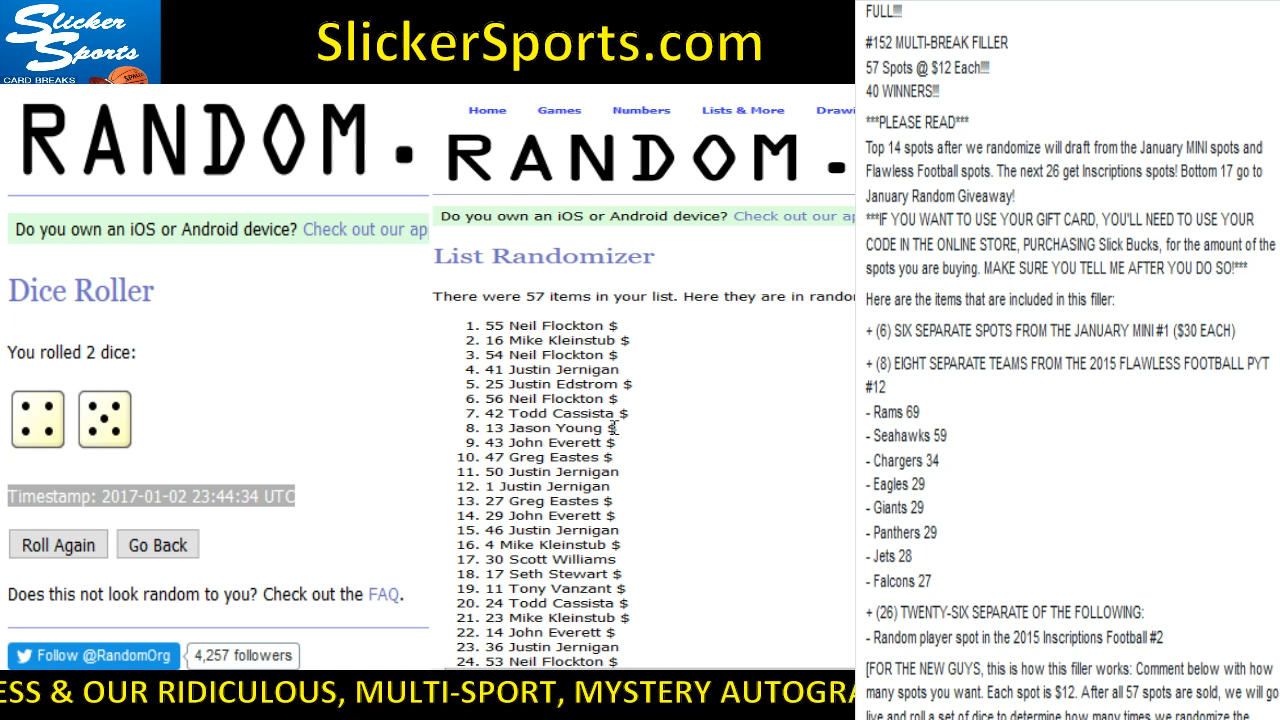 Slicker
Sports
CARD BREAKS
SlickerSports.com
RANDOM.
Do you own an iOS or Android device? Check out our ap
Dice Roller
You rolled 2 dice:
Timestamp: 2017-01-02 23:44:34 UTC
Roll Again
Go Back
Does this not look random to you? Check out the FAQ.
Follow @RandomOrg
4,257 followers
Home Games Numbers Lists & More Drawi
RANDOM.
Do you own an iOS or Android device? Check out our ap
List Randomizer
There were 57 items in your list. Here they are in rando
1. 55 Neil Flockton $
2. 16 Mike Kleinstub $
3. 54 Neil Flockton $
4. 41 Justin Jernigan
5. 25 Justin Edstrom $
6. 56 Neil Flockton $
7. 42 Todd Cassista $
8. 13 Jason Young $
9. 43 John Everett $
10. 47 Greg Eastes $
11. 50 Justin Jernigan
12. 1 Justin Jernigan
13. 27 Greg Eastes $
14. 29 John Everett $
15. 46 Justin Jernigan
16. 4 Mike Kleinstub $
17. 30 Scott Williams
18. 17 Seth Stewart $
19. 11 Tony Vanzant $
20. 24 Todd Cassista $
21. 23 Mike Kleinstub $
22. 14 John Everett $
23. 36 Justin Jernigan
24. 53 Neil Flockton $
FULL!!!!
#152 MULTI-BREAK FILLER
57 Spots @ $12 Each!!!!
40 WINNERS!!!
***PLEASE READ***
Top 14 spots after we randomize will draft from the January MINI spots and
Flawless Football spots. The next 26 get Inscriptions spots! Bottom 17 go to
January Random Giveaway!
***IF YOU WANT TO USE YOUR GIFT CARD, YOU'LL NEED TO USE YOUR
CODE IN THE ONLINE STORE, PURCHASING Slick Bucks, for the amount of the
spots you are buying. MAKE SURE YOU TELL ME AFTER YOU DO SO!***
Here are the items that are included in this filler:
+ (6) SIX SEPARATE SPOTS FROM THE JANUARY MINI #1 ($30 EACH)
+ (8) EIGHT SEPARATE TEAMS FROM THE 2015 FLAWLESS FOOTBALL PYT
#12
- Rams 69
- Seahawks 59
- Chargers 34
- Eagles 29
- Giants 29
- Panthers 29
- Jets 28
- Falcons 27
+ (26) TWENTY-SIX SEPARATE OF THE FOLLOWING:
- Random player spot in the 2015 Inscriptions Football #2
[FOR THE NEW GUYS, this is how this filler works: Comment below with how
many spots you want. Each spot is $12. After all 57 spots are sold, we will go
live and roll a set of dice to determine how many times we randomize the
ESS & OUR RIDICULOUS, MULTI-SPORT, MYSTERY AUTOGRA